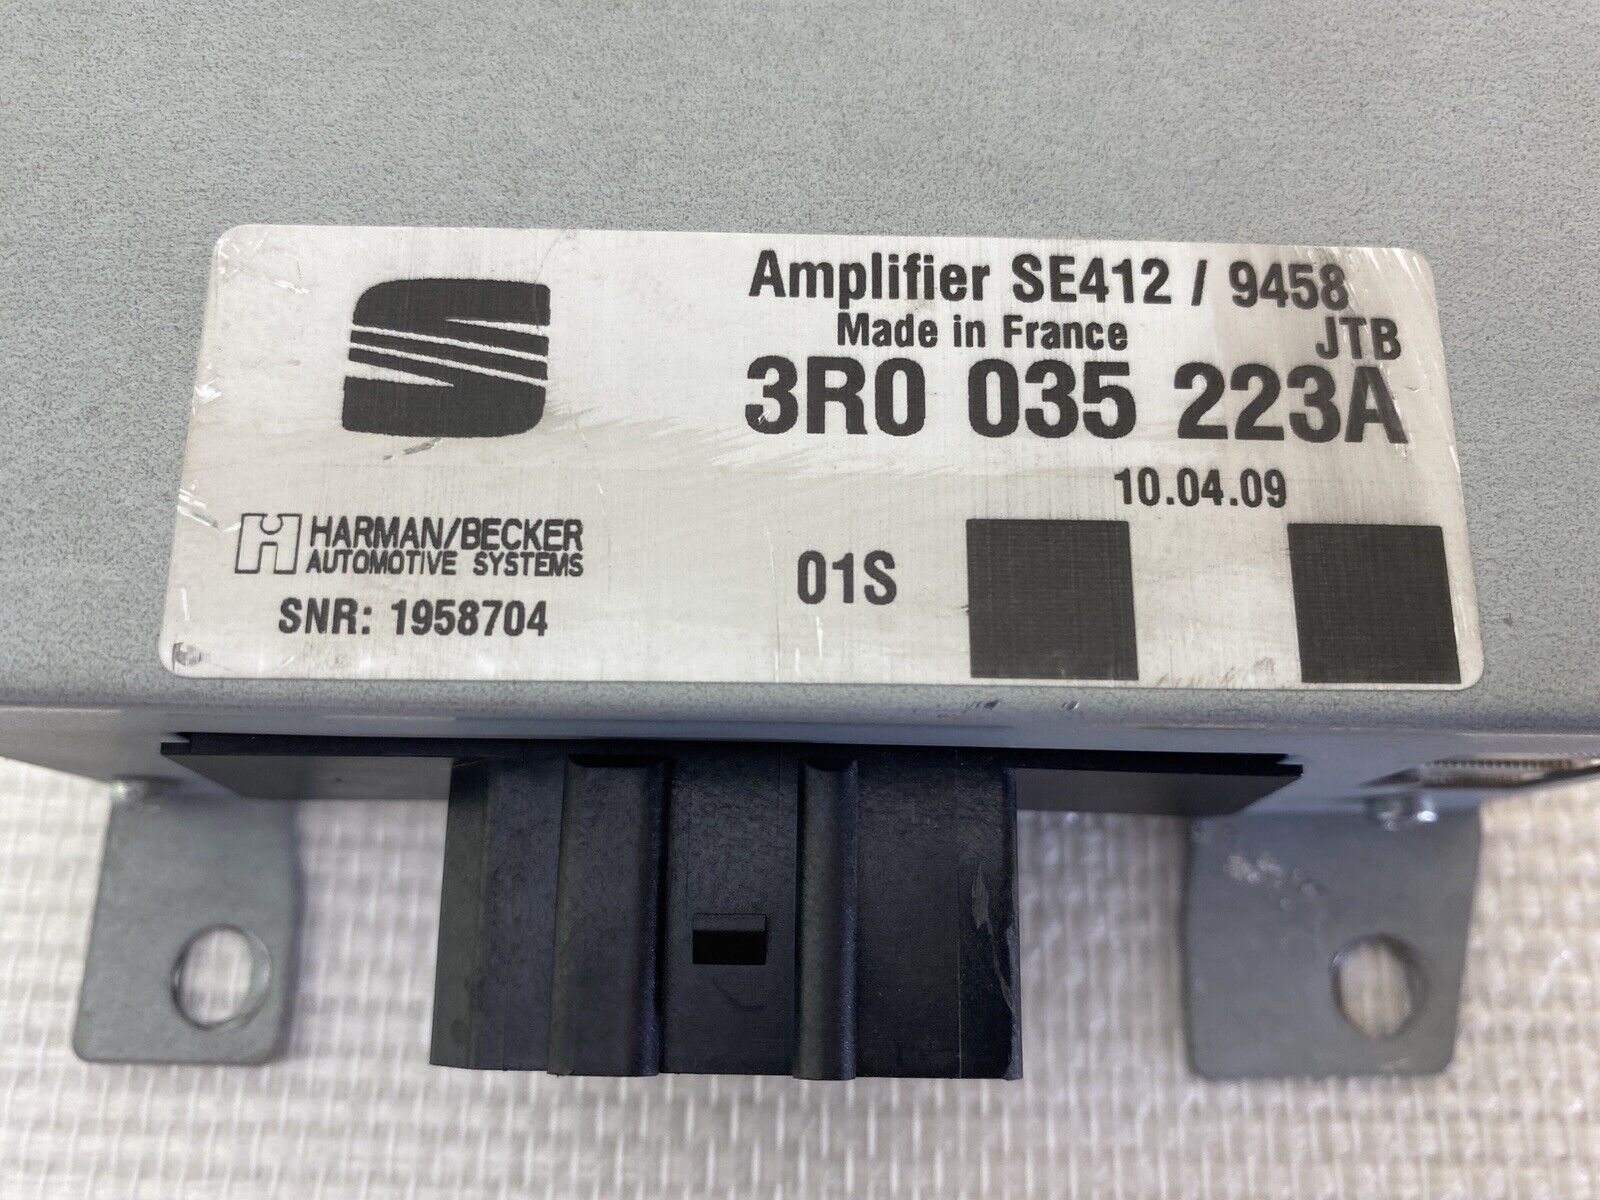 Amplifier SE412 / 9458
Made in France JTB
3R0 035 223A
10.04.09
HARMAN/BECKER
AUTOMOTIVE SYSTEMS
01S
SNR: 1958704